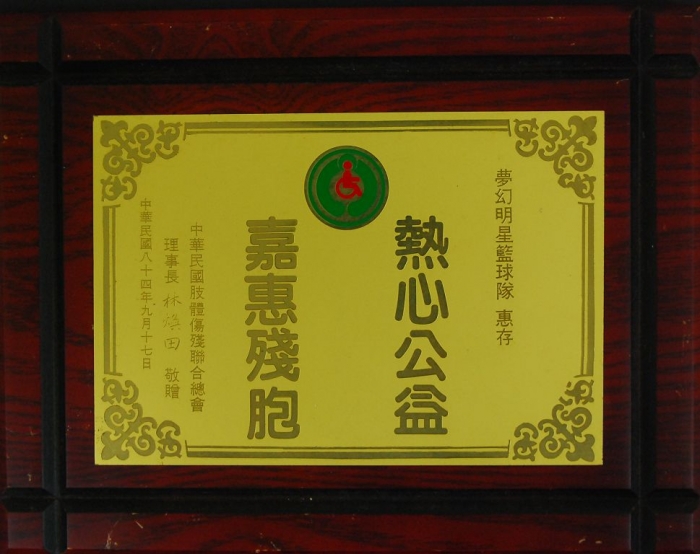 夢幻明星籃球隊 惠存
熱心公益
嘉惠殘胞
中華民國肢體傷殘聯合總會
理事長 林 田 敬贈
中華民國八十四年九月十七日